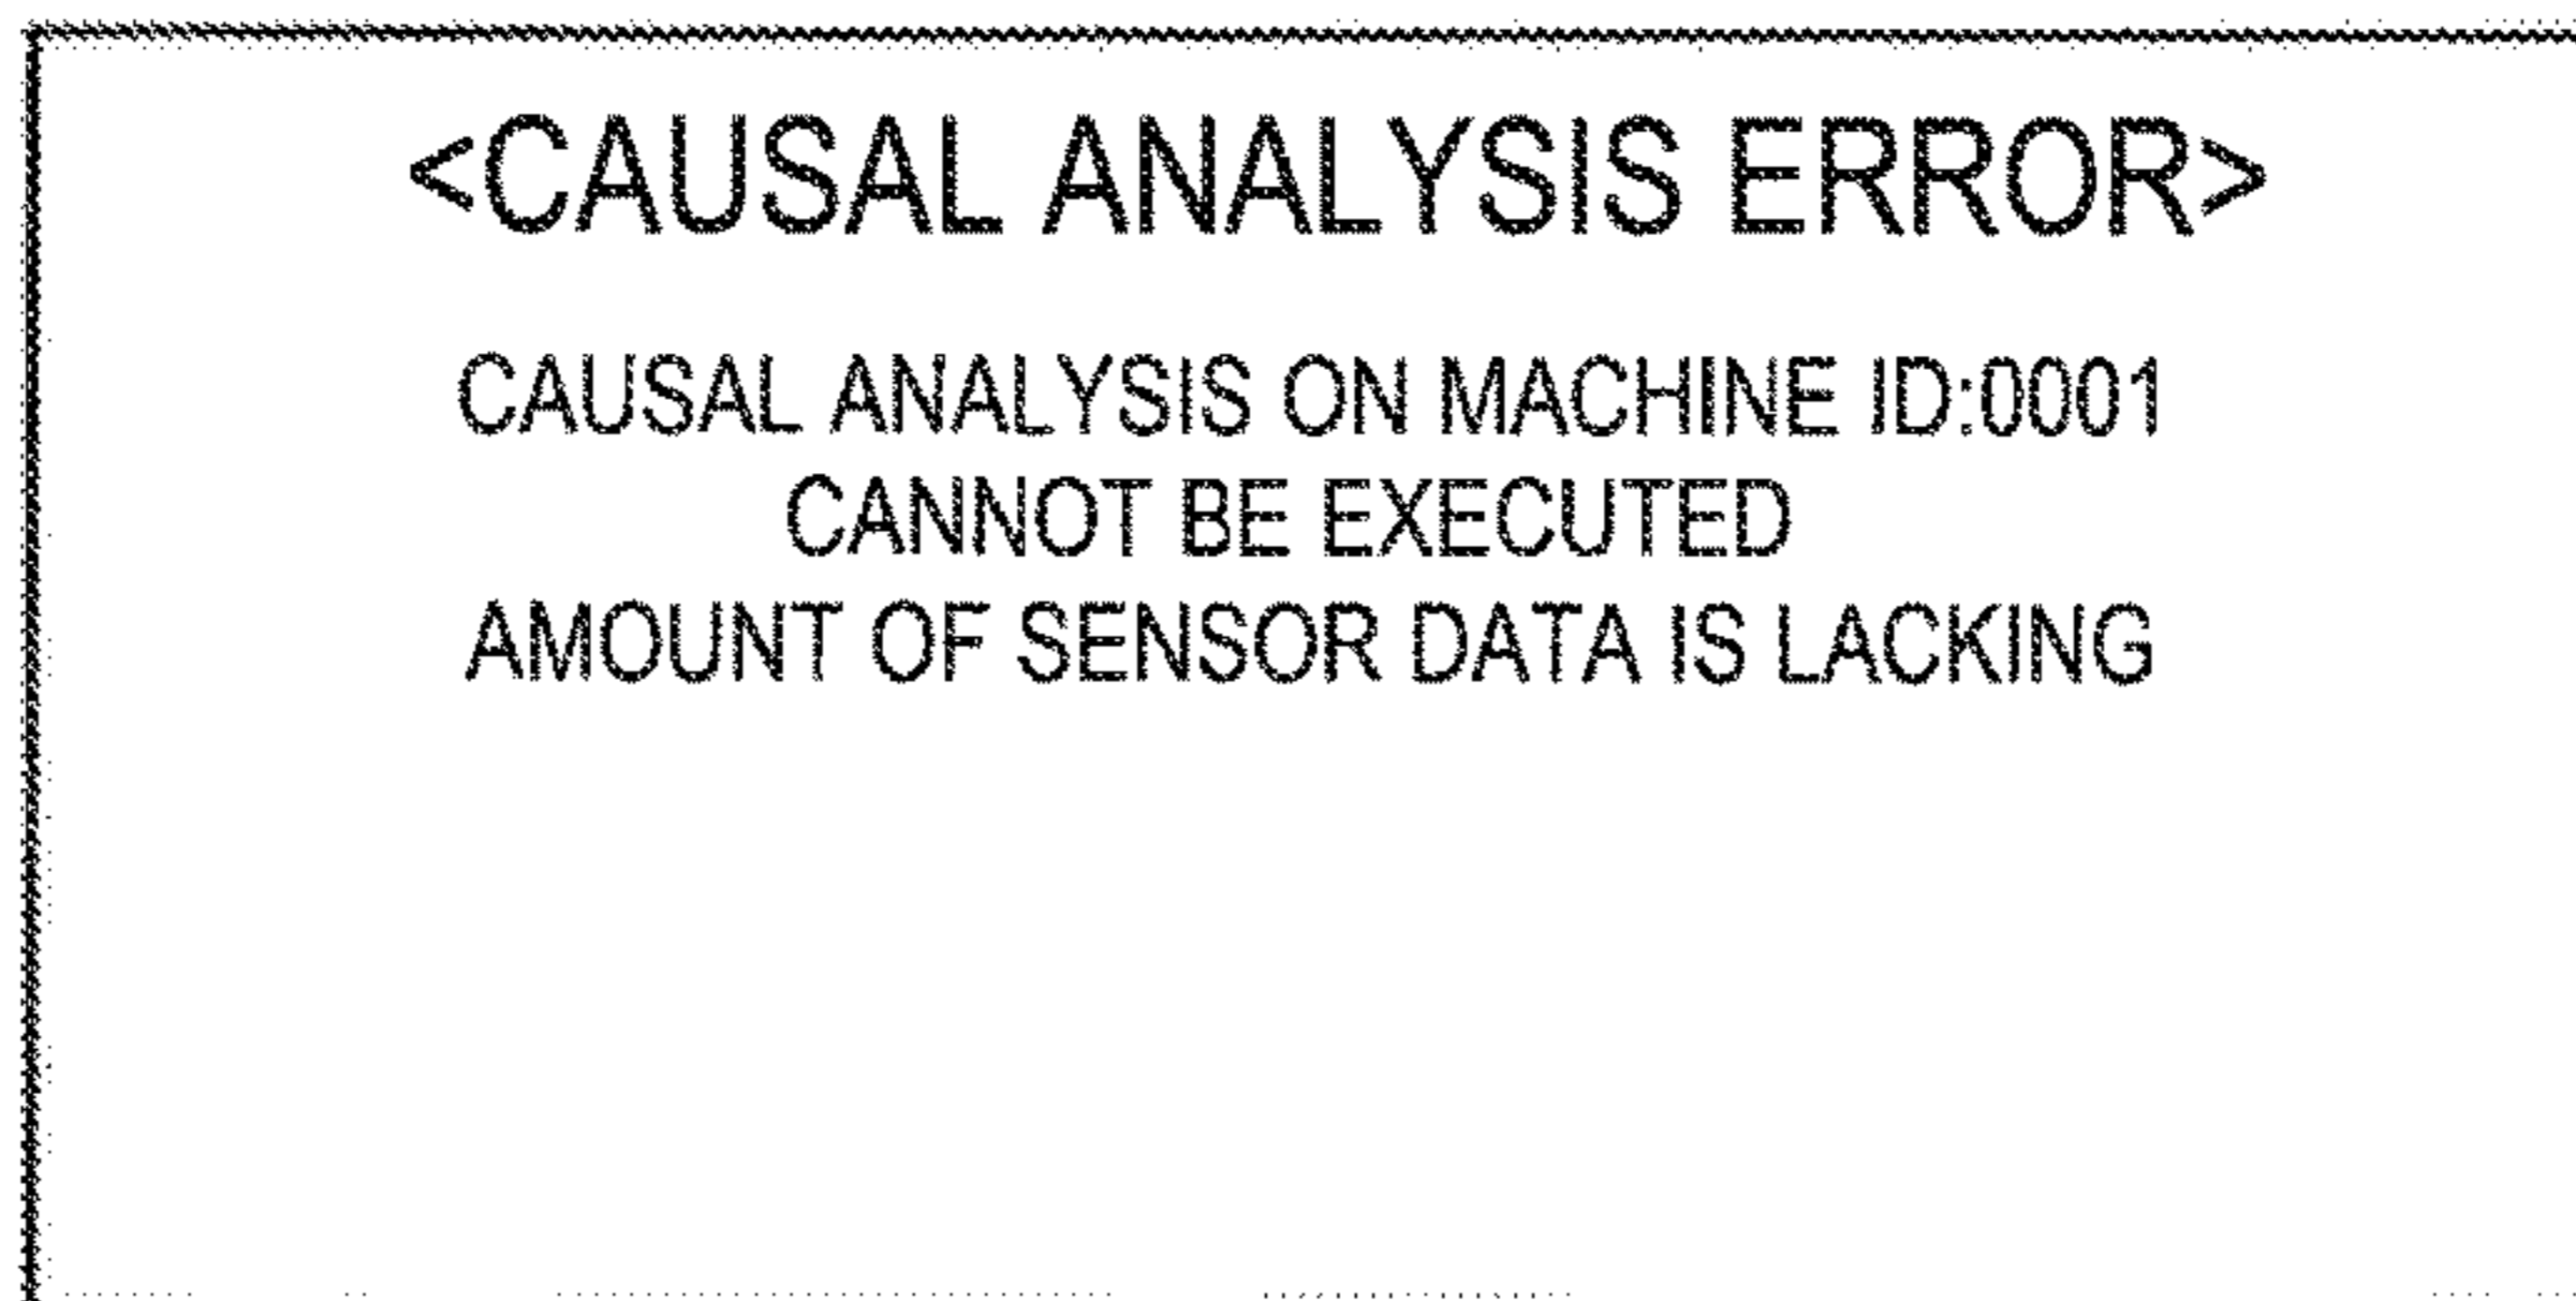 <CAUSAL ANALYSIS ERROR>
CAUSAL ANALYSIS ON MACHINE ID:0001
CANNOT BE EXECUTED
AMOUNT OF SENSOR DATA IS LACKING